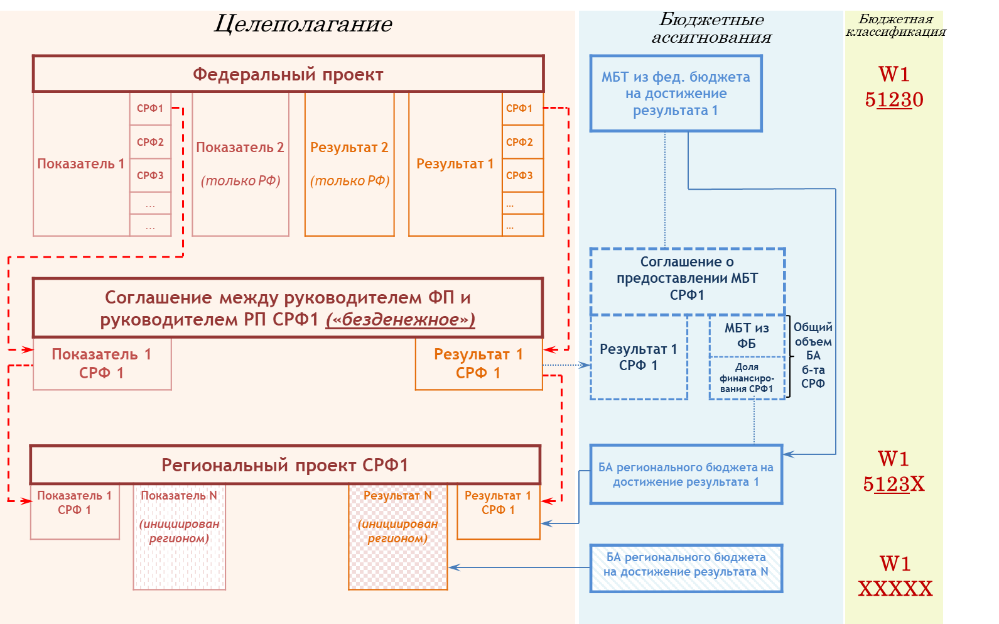 Целеполагание
Бюджетные
ассигнования
Бюджетная
классификация
Федеральный проект
Показатель 1
СРФ1
СРФ2
СРФ3
...
...
Показатель 2
(только РФ)
Результат 2
(только РФ)
Результат 1
СРФ1
СРФ2
СРФ3
...
...
МБТ из фед. бюджета
на достижение
результата 1
W1
51230
Соглашение между руководителем ФП и
руководителем РП СРФ1 («безденежное»)
Показатель 1
СРФ 1
Результат 1
СРФ 1
Соглашение о
предоставлении МБТ
СРФ1
Результат 1
СРФ 1
МБТ из
ФБ
Доля
финансиро-
вания СРФ1
Общий
объем
БА
б-та
СРФ
Региональный проект СРФ1
Показатель 1
СРФ 1
Показатель N
(инициирован
регионом)
Результат N
(инициирован
регионом)
Результат 1
СРФ 1
БА регионального бюджета на
достижение результата 1
W1
5123X
БА регионального бюджета
на достижение результата N
W1
XXXXX